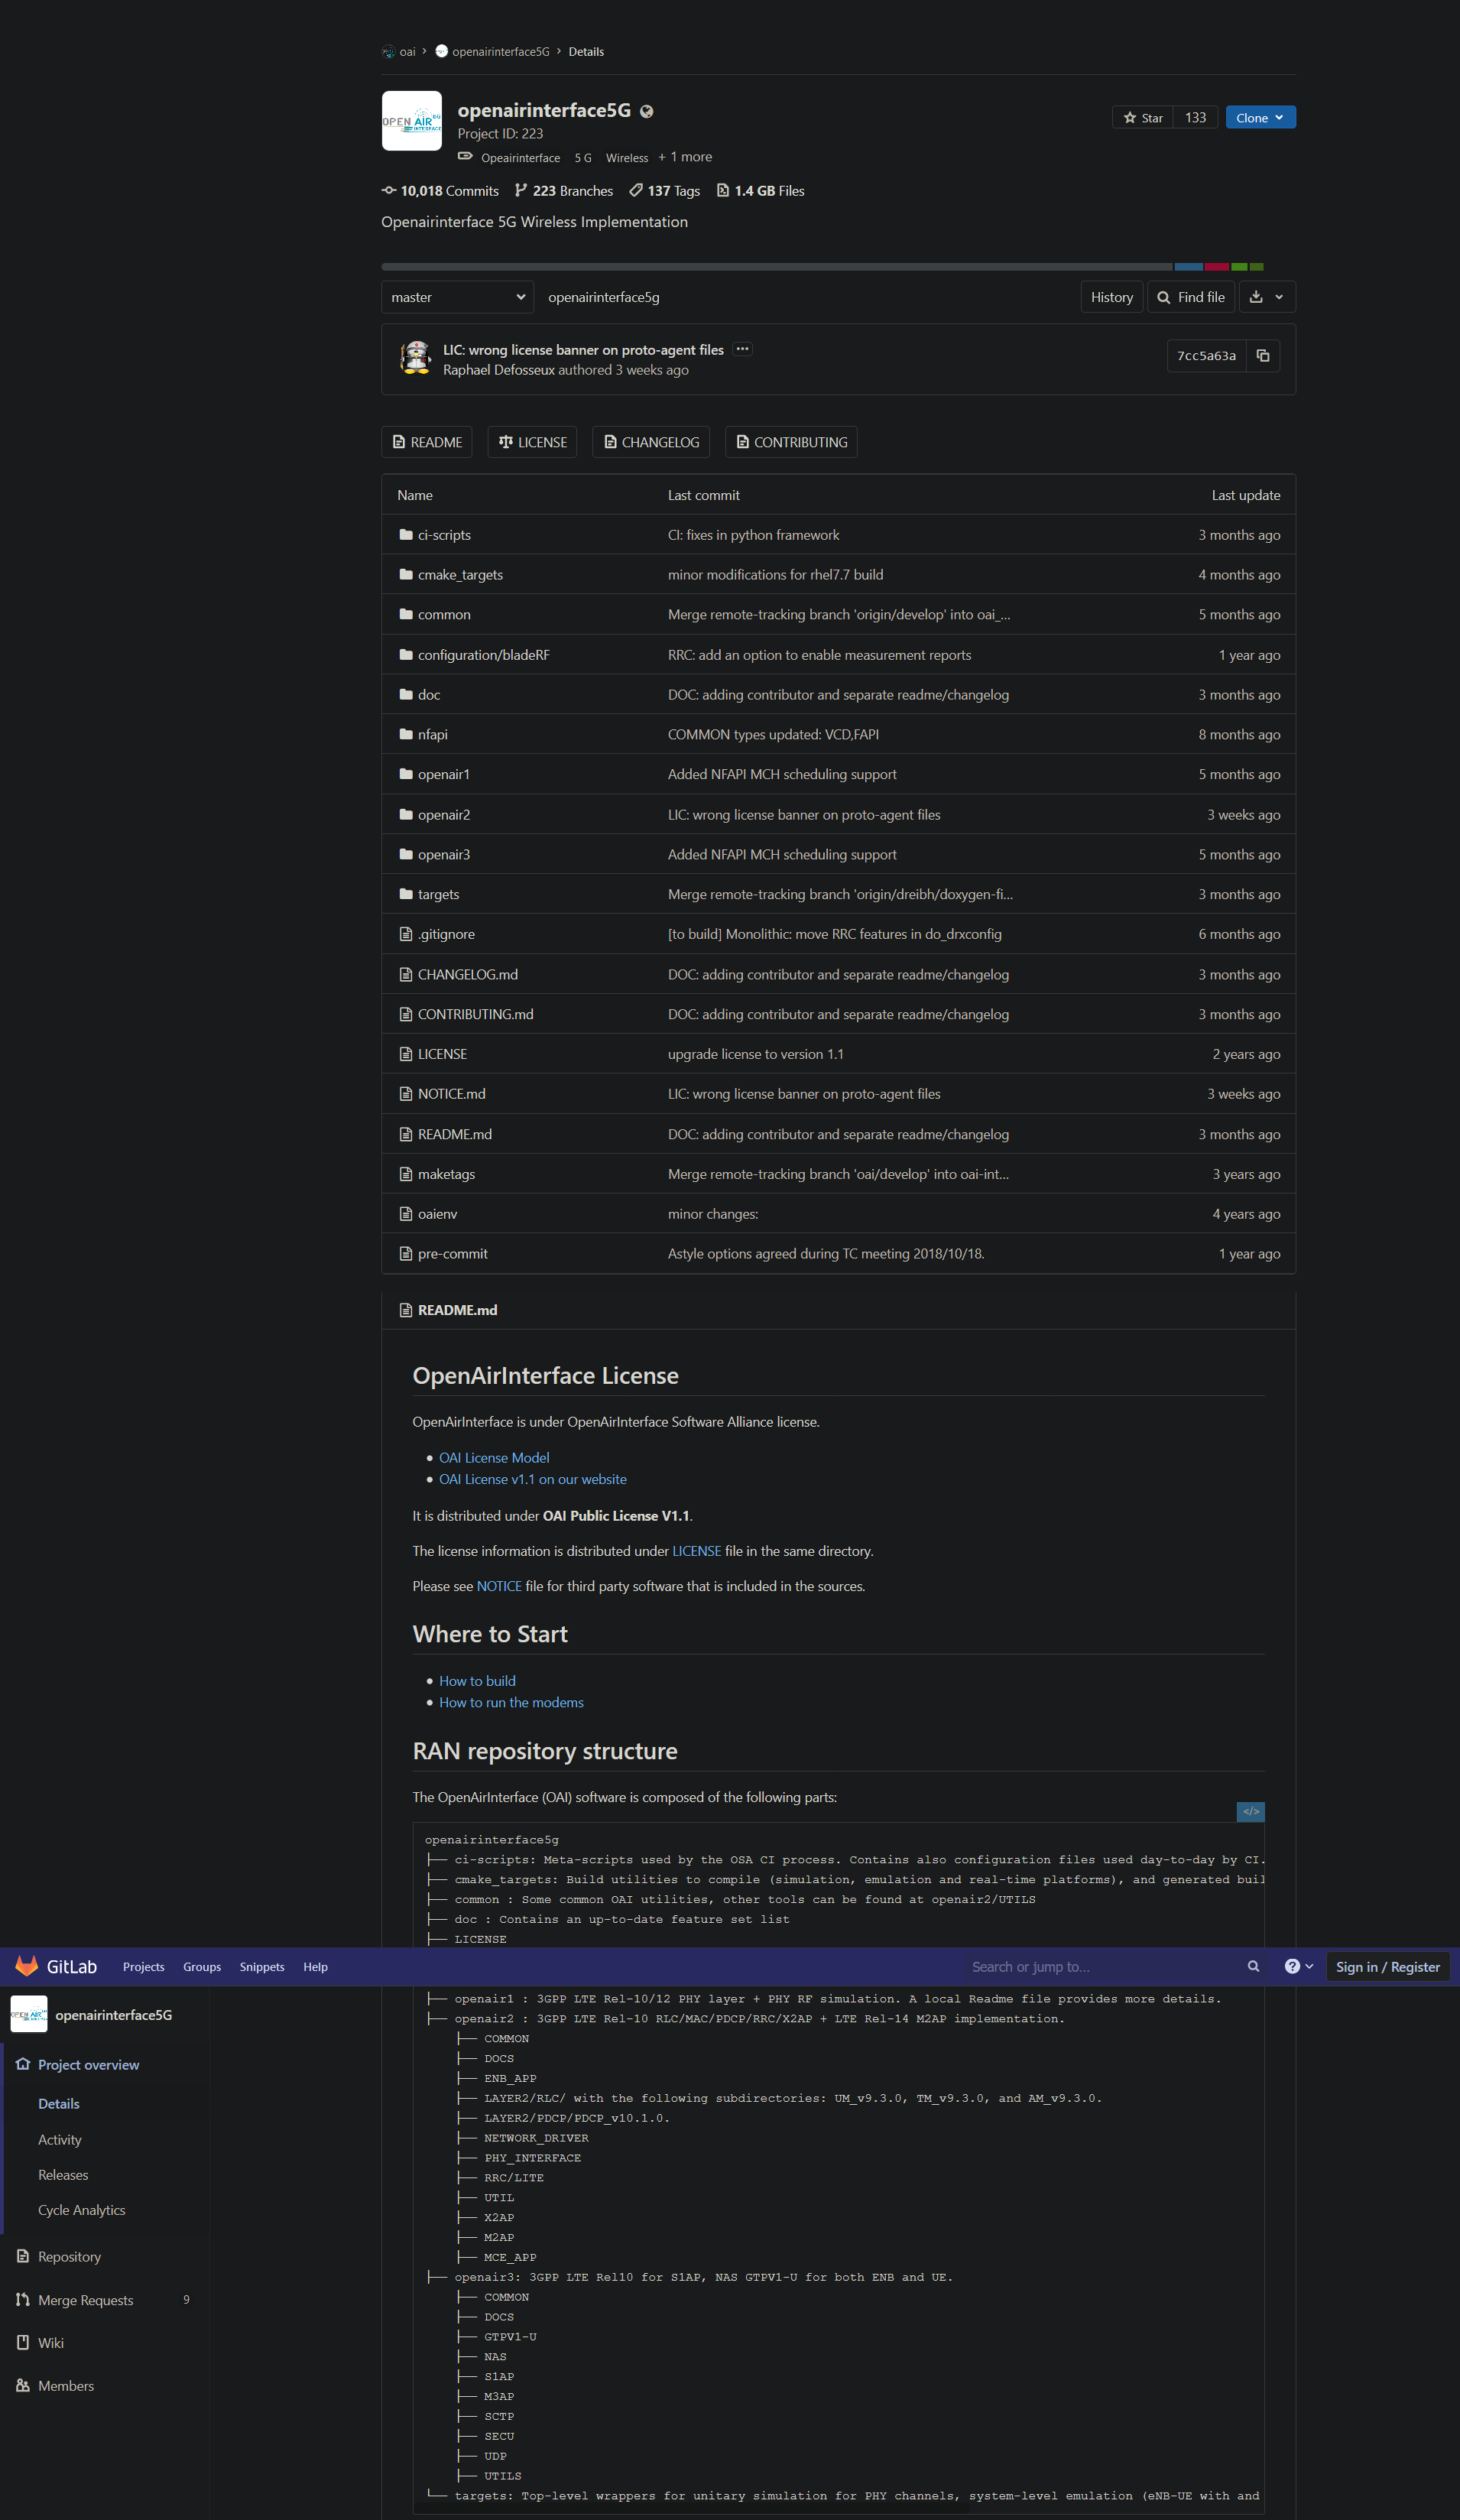 oai › openairinterface5G › Details
OPEN AIR 5G
INTERFACE
openairinterface5G
Project ID: 223
Opeairinterface 5 G Wireless + 1 more
Star 133 Clone
10,018 Commits 223 Branches 137 Tags 1.4 GB Files
Openairinterface 5G Wireless Implementation
master openairinterface5g History Find file
LIC: wrong license banner on proto-agent files
Raphael Defosseux authored 3 weeks ago
7cc5a63a
README LICENSE CHANGELOG CONTRIBUTING
Name Last commit Last update
ci-scripts CI: fixes in python framework 3 months ago
cmake_targets minor modifications for rhel7.7 build 4 months ago
common Merge remote-tracking branch 'origin/develop' into oai_... 5 months ago
configuration/bladeRF RRC: add an option to enable measurement reports 1 year ago
doc DOC: adding contributor and separate readme/changelog 3 months ago
nfapi COMMON types updated: VCD,FAPI 8 months ago
openair1 Added NFAPI MCH scheduling support 5 months ago
openair2 LIC: wrong license banner on proto-agent files 3 weeks ago
openair3 Added NFAPI MCH scheduling support 5 months ago
targets Merge remote-tracking branch 'origin/dreibh/doxygen-fi... 3 months ago
.gitignore [to build] Monolithic: move RRC features in do_drxconfig 6 months ago
CHANGELOG.md DOC: adding contributor and separate readme/changelog 3 months ago
CONTRIBUTING.md DOC: adding contributor and separate readme/changelog 3 months ago
LICENSE upgrade license to version 1.1 2 years ago
NOTICE.md LIC: wrong license banner on proto-agent files 3 weeks ago
README.md DOC: adding contributor and separate readme/changelog 3 months ago
maketags Merge remote-tracking branch 'oai/develop' into oai-int... 3 years ago
oaienv minor changes: 4 years ago
pre-commit Astyle options agreed during TC meeting 2018/10/18. 1 year ago
README.md
OpenAirInterface License
OpenAirInterface is under OpenAirInterface Software Alliance license.
• OAI License Model
• OAI License v1.1 on our website
It is distributed under OAI Public License V1.1.
The license information is distributed under LICENSE file in the same directory.
Please see NOTICE file for third party software that is included in the sources.
Where to Start
• How to build
• How to run the modems
RAN repository structure
The OpenAirInterface (OAI) software is composed of the following parts:
</>
openairinterface5g
├── ci-scripts: Meta-scripts used by the OSA CI process. Contains also configuration files used day-to-day by CI.
├── cmake_targets: Build utilities to compile (simulation, emulation and real-time platforms), and generated buil
├── common : Some common OAI utilities, other tools can be found at openair2/UTILS
├── doc : Contains an up-to-date feature set list
├── LICENSE
GitLab Projects Groups Snippets Help Search or jump to... Sign in / Register
openairinterface5G
Project overview
Details
Activity
Releases
Cycle Analytics
Repository
Merge Requests 9
Wiki
Members
├── openair1 : 3GPP LTE Rel-10/12 PHY layer + PHY RF simulation. A local Readme file provides more details.
├── openair2 : 3GPP LTE Rel-10 RLC/MAC/PDCP/RRC/X2AP + LTE Rel-14 M2AP implementation.
├── COMMON
├── DOCS
├── ENB_APP
├── LAYER2/RLC/ with the following subdirectories: UM_v9.3.0, TM_v9.3.0, and AM_v9.3.0.
├── LAYER2/PDCP/PDCP_v10.1.0.
├── NETWORK_DRIVER
├── PHY_INTERFACE
├── RRC/LITE
├── UTIL
├── X2AP
├── M2AP
├── MCE_APP
├── openair3: 3GPP LTE Rel10 for S1AP, NAS GTPV1-U for both ENB and UE.
├── COMMON
├── DOCS
├── GTPV1-U
├── NAS
├── S1AP
├── M3AP
├── SCTP
├── SECU
├── UDP
├── UTILS
└── targets: Top-level wrappers for unitary simulation for PHY channels, system-level emulation (eNB-UE with and